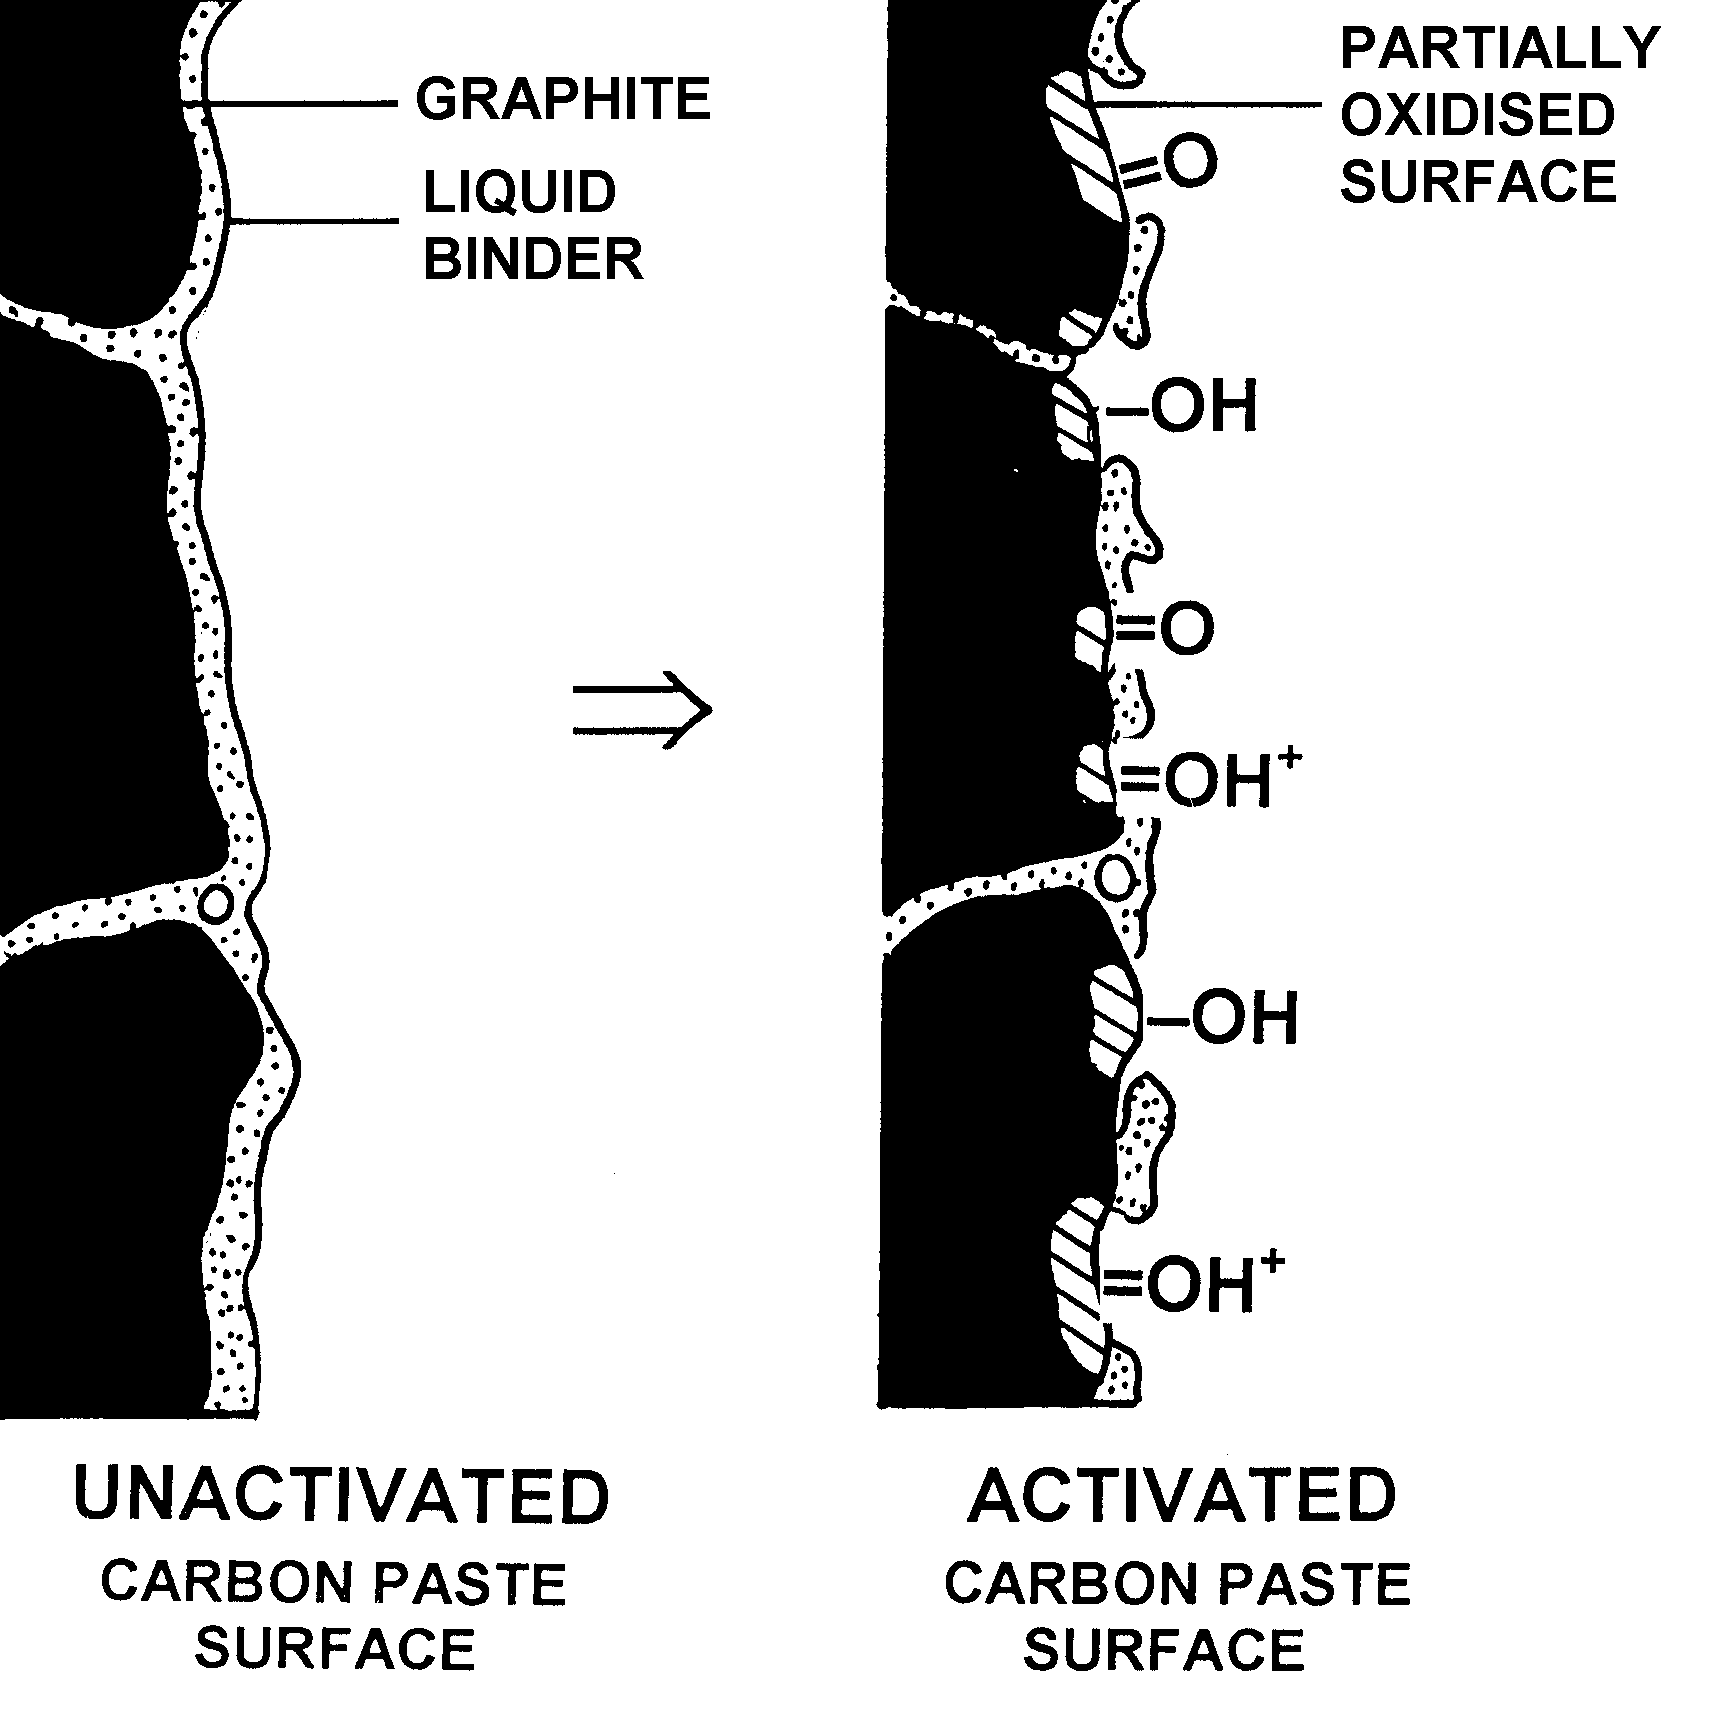 GRAPHITE
LIQUID
BINDER
PARTIALLY
OXIDISED
SURFACE
=O
–OH
=O
=OH⁺
–OH
=OH⁺
UNACTIVATED
CARBON PASTE
SURFACE
ACTIVATED
CARBON PASTE
SURFACE